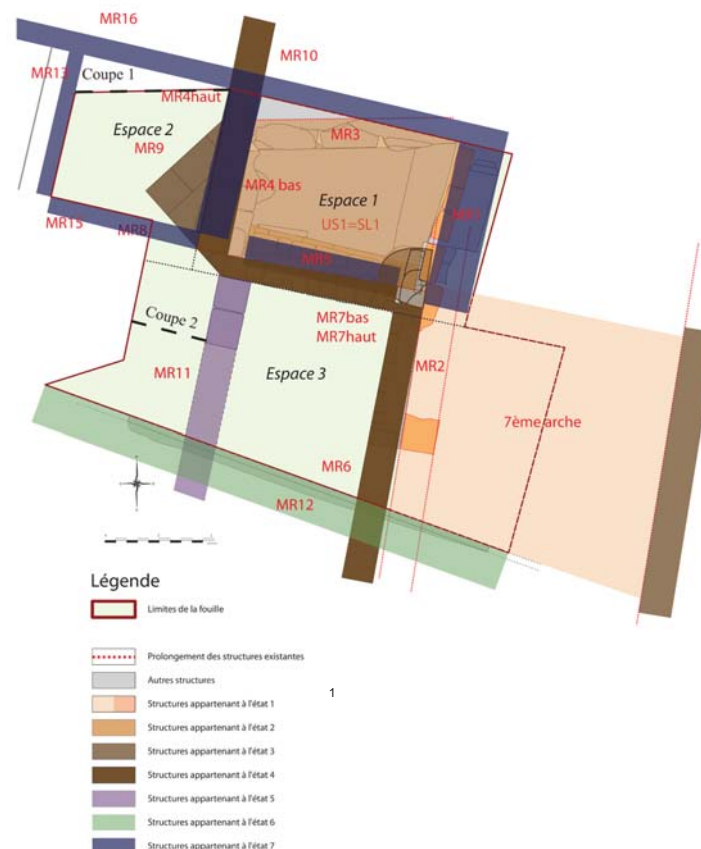 MR16
MR10
MR13
Coupe 1
MR4haut
Espace 2
MR3
MR9
MR4 bas
Espace 1
US1=SL1
MR1
MR15
MR8
MR5
Coupe 2
MR7bas
MR7haut
MR11
Espace 3
MR2
7ème arche
MR6
MR12
Légende
Limites de la fouille
Prolongement des structures existantes
Autres structures
1
Structures appartenant à l'état 1
Structures appartenant à l'état 2
Structures appartenant à l'état 3
Structures appartenant à l'état 4
Structures appartenant à l'état 5
Structures appartenant à l'état 6
Structures appartenant à l'état 7